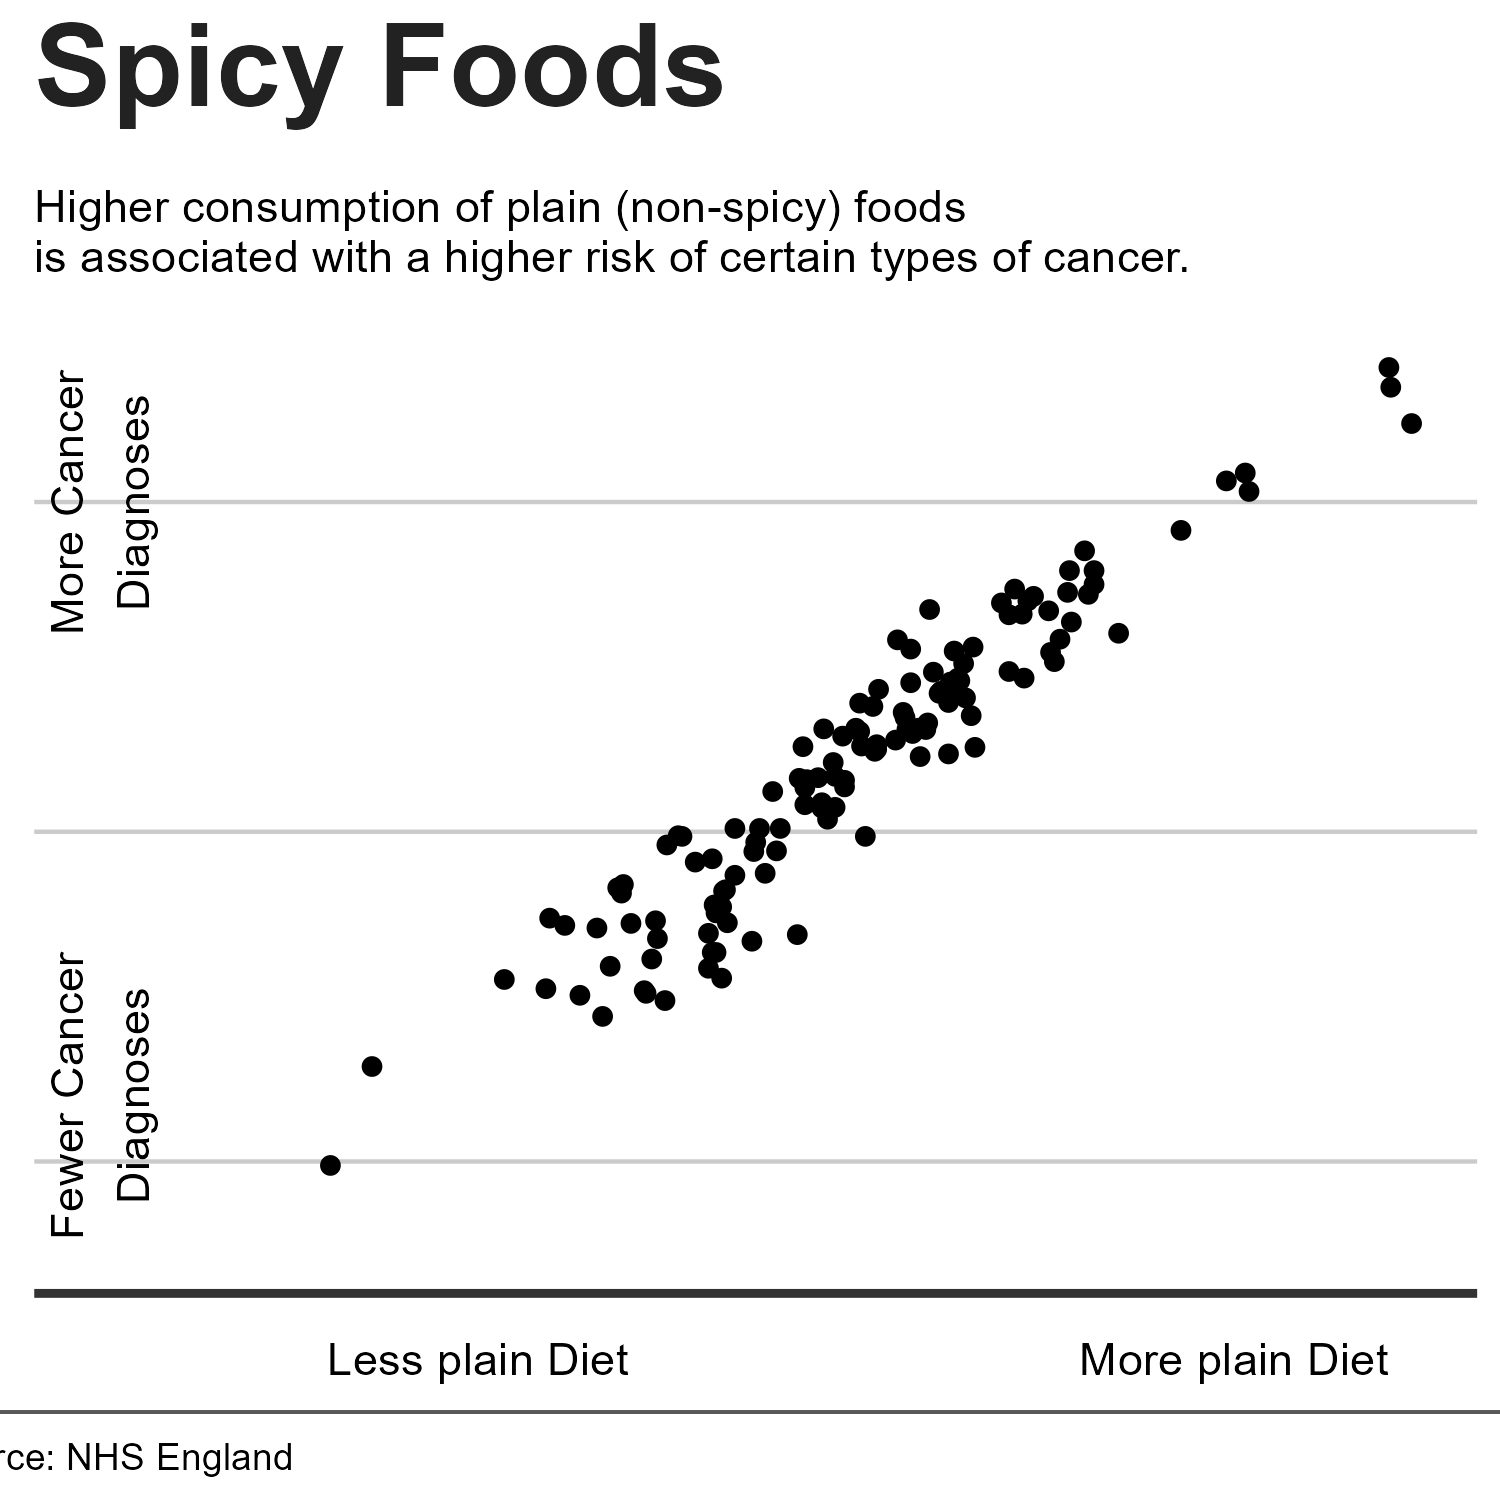 Spicy Foods
Higher consumption of plain (non-spicy) foods
is associated with a higher risk of certain types of cancer.
More Cancer
Diagnoses
Fewer Cancer
Diagnoses
Less plain Diet
More plain Diet
rce: NHS England